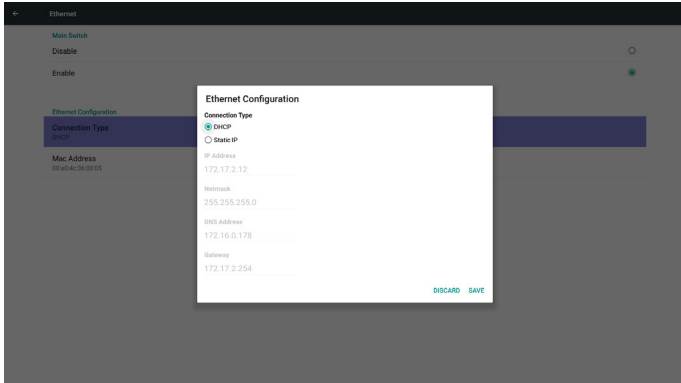 Ethernet
Main Switch
Disable
Enable
Ethernet Configuration
Connection Type
DHCP
Mac Address
Ethernet Configuration
Connection Type
DHCP
Static IP
IP Address
172.17.2.12
Netmask
255.255.255.0
DNS Address
172.16.0.178
Gateway
172.17.2.254
DISCARD SAVE